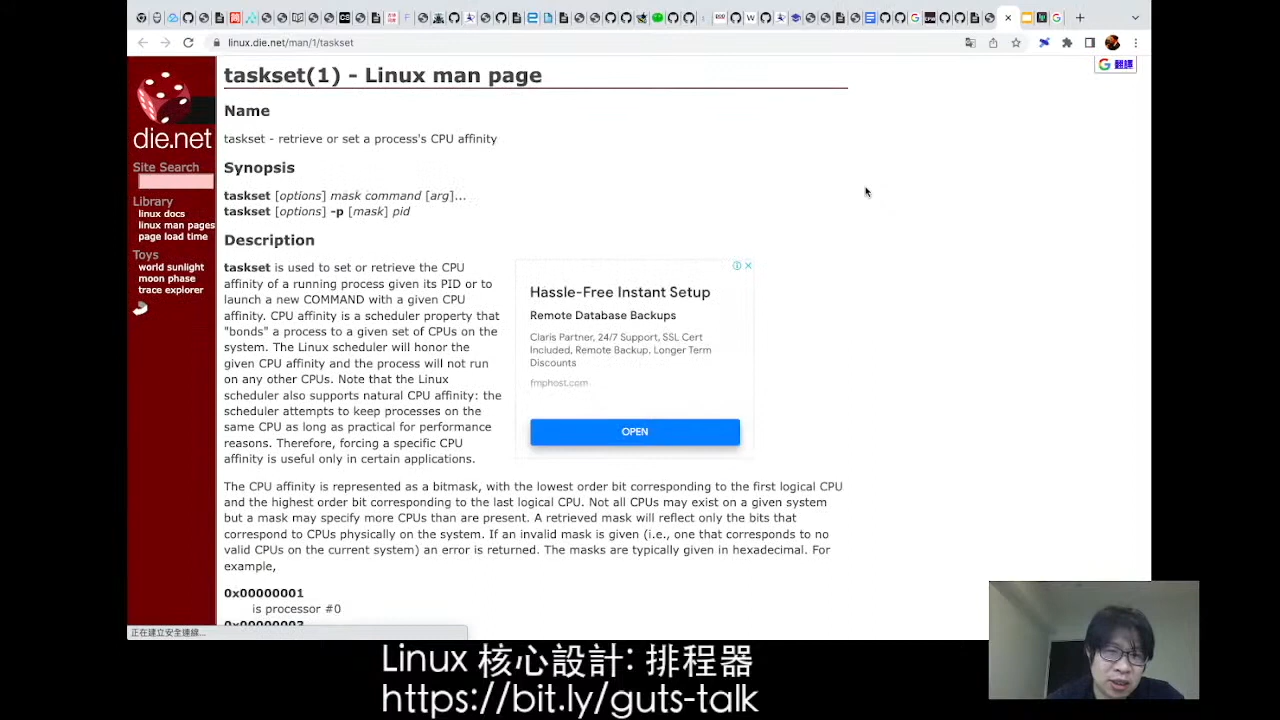 linux.die.net/man/1/taskset
翻譯
die.net
Site Search
Library
linux docs
linux man pages
page load time
Toys
world sunlight
moon phase
trace explorer
taskset(1) - Linux man page
Name
taskset - retrieve or set a process's CPU affinity
Synopsis
taskset [options] mask command [arg]...
taskset [options] -p [mask] pid
Description
taskset is used to set or retrieve the CPU
affinity of a running process given its PID or to
launch a new COMMAND with a given CPU
affinity. CPU affinity is a scheduler property that
"bonds" a process to a given set of CPUs on the
system. The Linux scheduler will honor the
given CPU affinity and the process will not run
on any other CPUs. Note that the Linux
scheduler also supports natural CPU affinity: the
scheduler attempts to keep processes on the
same CPU as long as practical for performance
reasons. Therefore, forcing a specific CPU
affinity is useful only in certain applications.
Hassle-Free Instant Setup
Remote Database Backups
Claris Partner, 24/7 Support, SSL Cert
Included, Remote Backup, Longer Term
Discounts
fmphost.com
OPEN
The CPU affinity is represented as a bitmask, with the lowest order bit corresponding to the first logical CPU
and the highest order bit corresponding to the last logical CPU. Not all CPUs may exist on a given system
but a mask may specify more CPUs than are present. A retrieved mask will reflect only the bits that
correspond to CPUs physically on the system. If an invalid mask is given (i.e., one that corresponds to no
valid CPUs on the current system) an error is returned. The masks are typically given in hexadecimal. For
example,
0x00000001
is processor #0
正在建立安全連線...
Linux 核心設計: 排程器
https://bit.ly/guts-talk